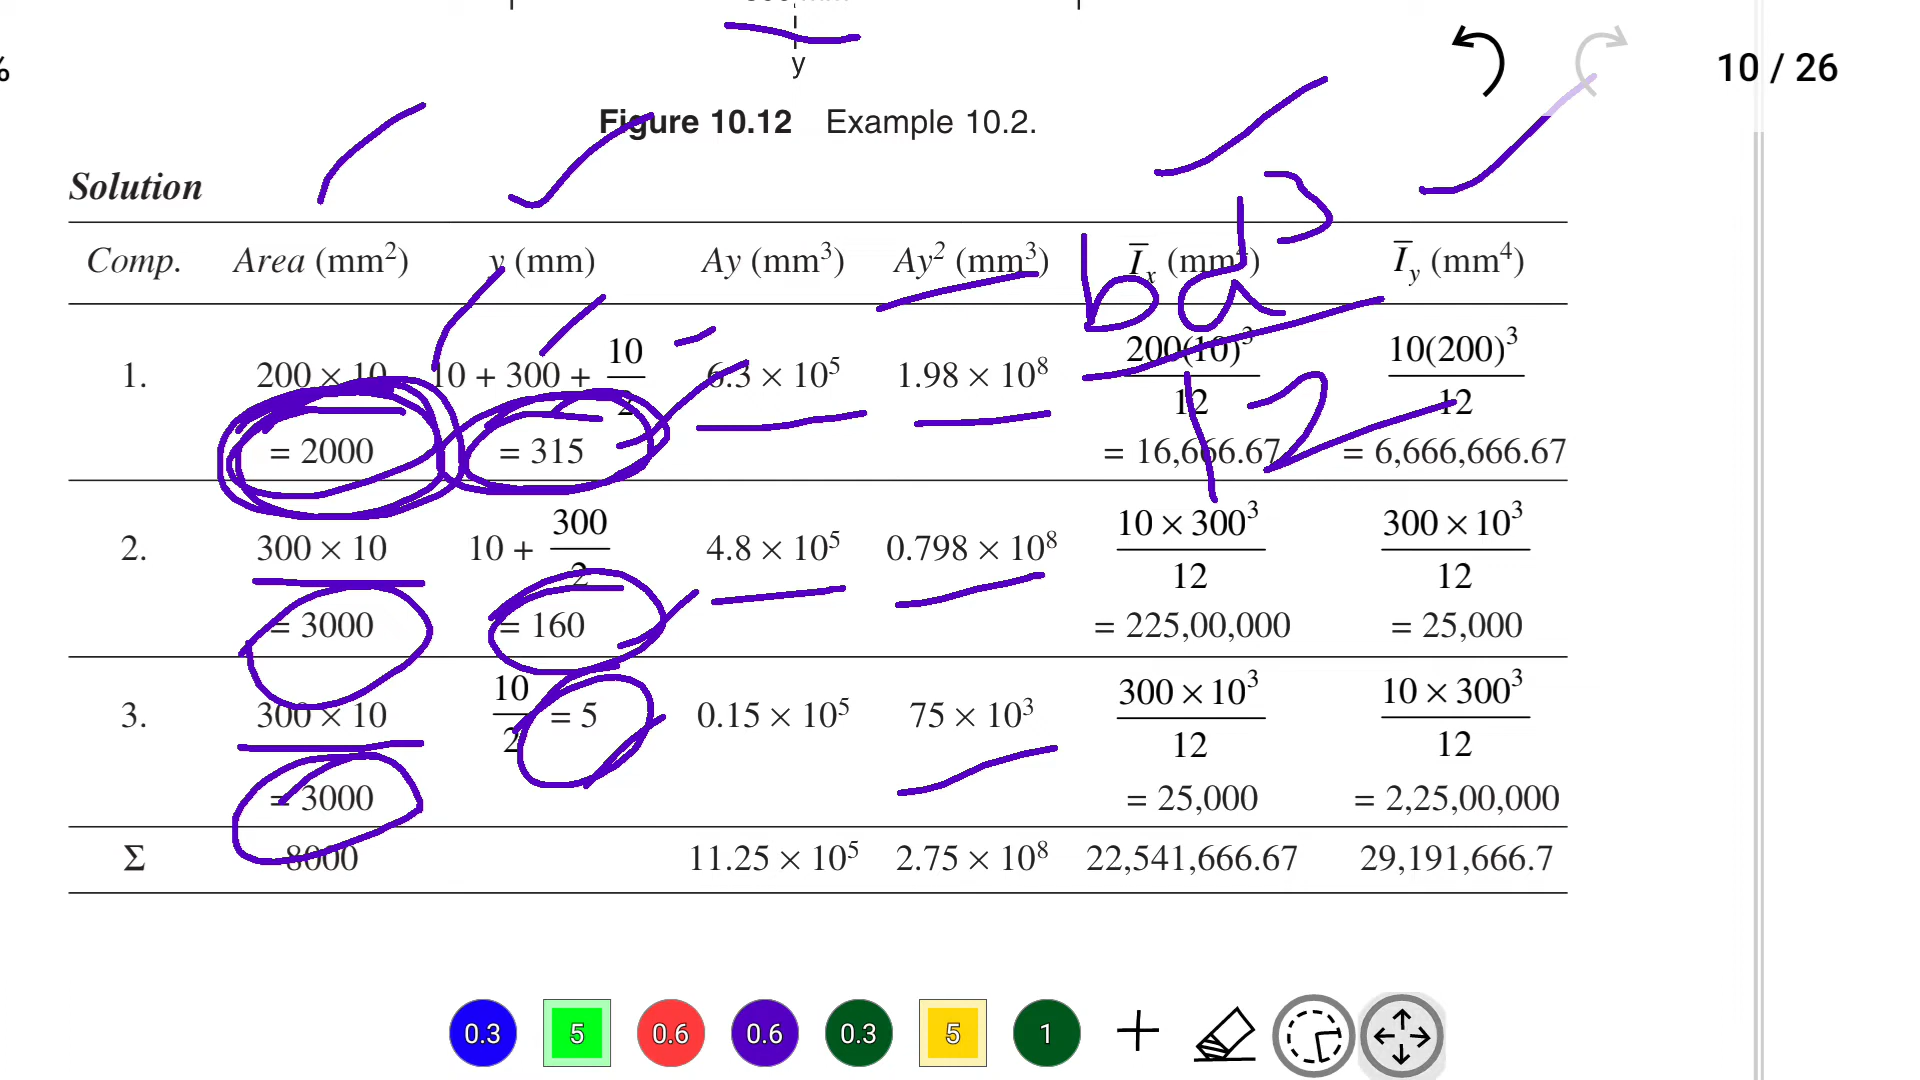 y
%
10 / 26
Figure 10.12 Example 10.2.
Solution
Comp. Area (mm²) y (mm) Ay (mm³) Ay² (mm³) I̅x (mm⁴) I̅y (mm⁴)
b d³
12
1. 200 × 10 = 2000 10 + 300 + 10/2 = 315 6.3 × 10⁵ 1.98 × 10⁸ 200(10)³/12 = 16,666.67 10(200)³/12 = 6,666,666.67
2. 300 × 10 = 3000 10 + 300/2 = 160 4.8 × 10⁵ 0.798 × 10⁸ 10 × 300³/12 = 225,00,000 300 × 10³/12 = 25,000
3. 300 × 10 = 3000 10/2 = 5 0.15 × 10⁵ 75 × 10³ 300 × 10³/12 = 25,000 10 × 300³/12 = 2,25,00,000
Σ 8000 11.25 × 10⁵ 2.75 × 10⁸ 22,541,666.67 29,191,666.7
0.3 5 0.6 0.6 0.3 5 1